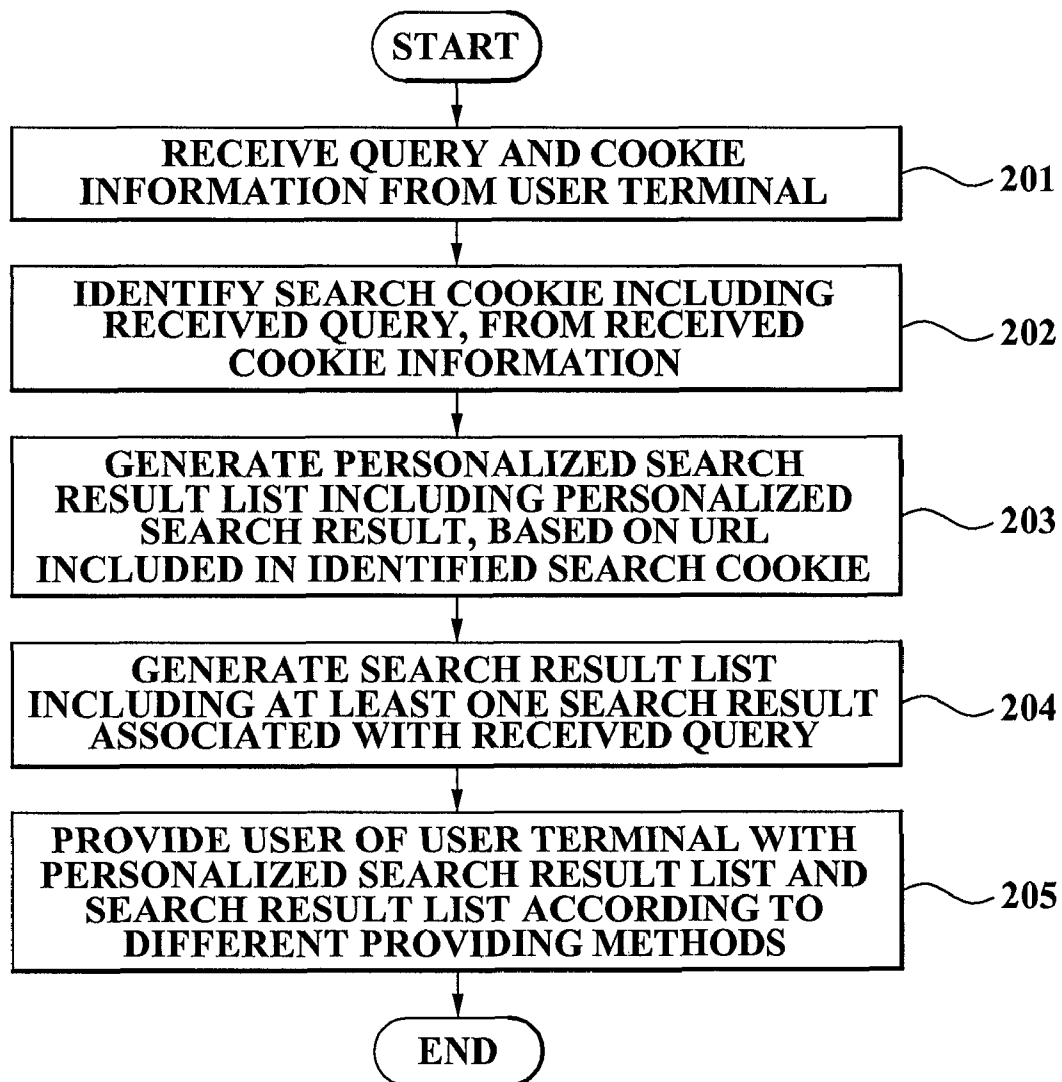 START
RECEIVE QUERY AND COOKIE
INFORMATION FROM USER TERMINAL
201
IDENTIFY SEARCH COOKIE INCLUDING
RECEIVED QUERY, FROM RECEIVED
COOKIE INFORMATION
202
GENERATE PERSONALIZED SEARCH
RESULT LIST INCLUDING PERSONALIZED
SEARCH RESULT, BASED ON URL
INCLUDED IN IDENTIFIED SEARCH COOKIE
203
GENERATE SEARCH RESULT LIST
INCLUDING AT LEAST ONE SEARCH RESULT
ASSOCIATED WITH RECEIVED QUERY
204
PROVIDE USER OF USER TERMINAL WITH
PERSONALIZED SEARCH RESULT LIST AND
SEARCH RESULT LIST ACCORDING TO
DIFFERENT PROVIDING METHODS
205
END